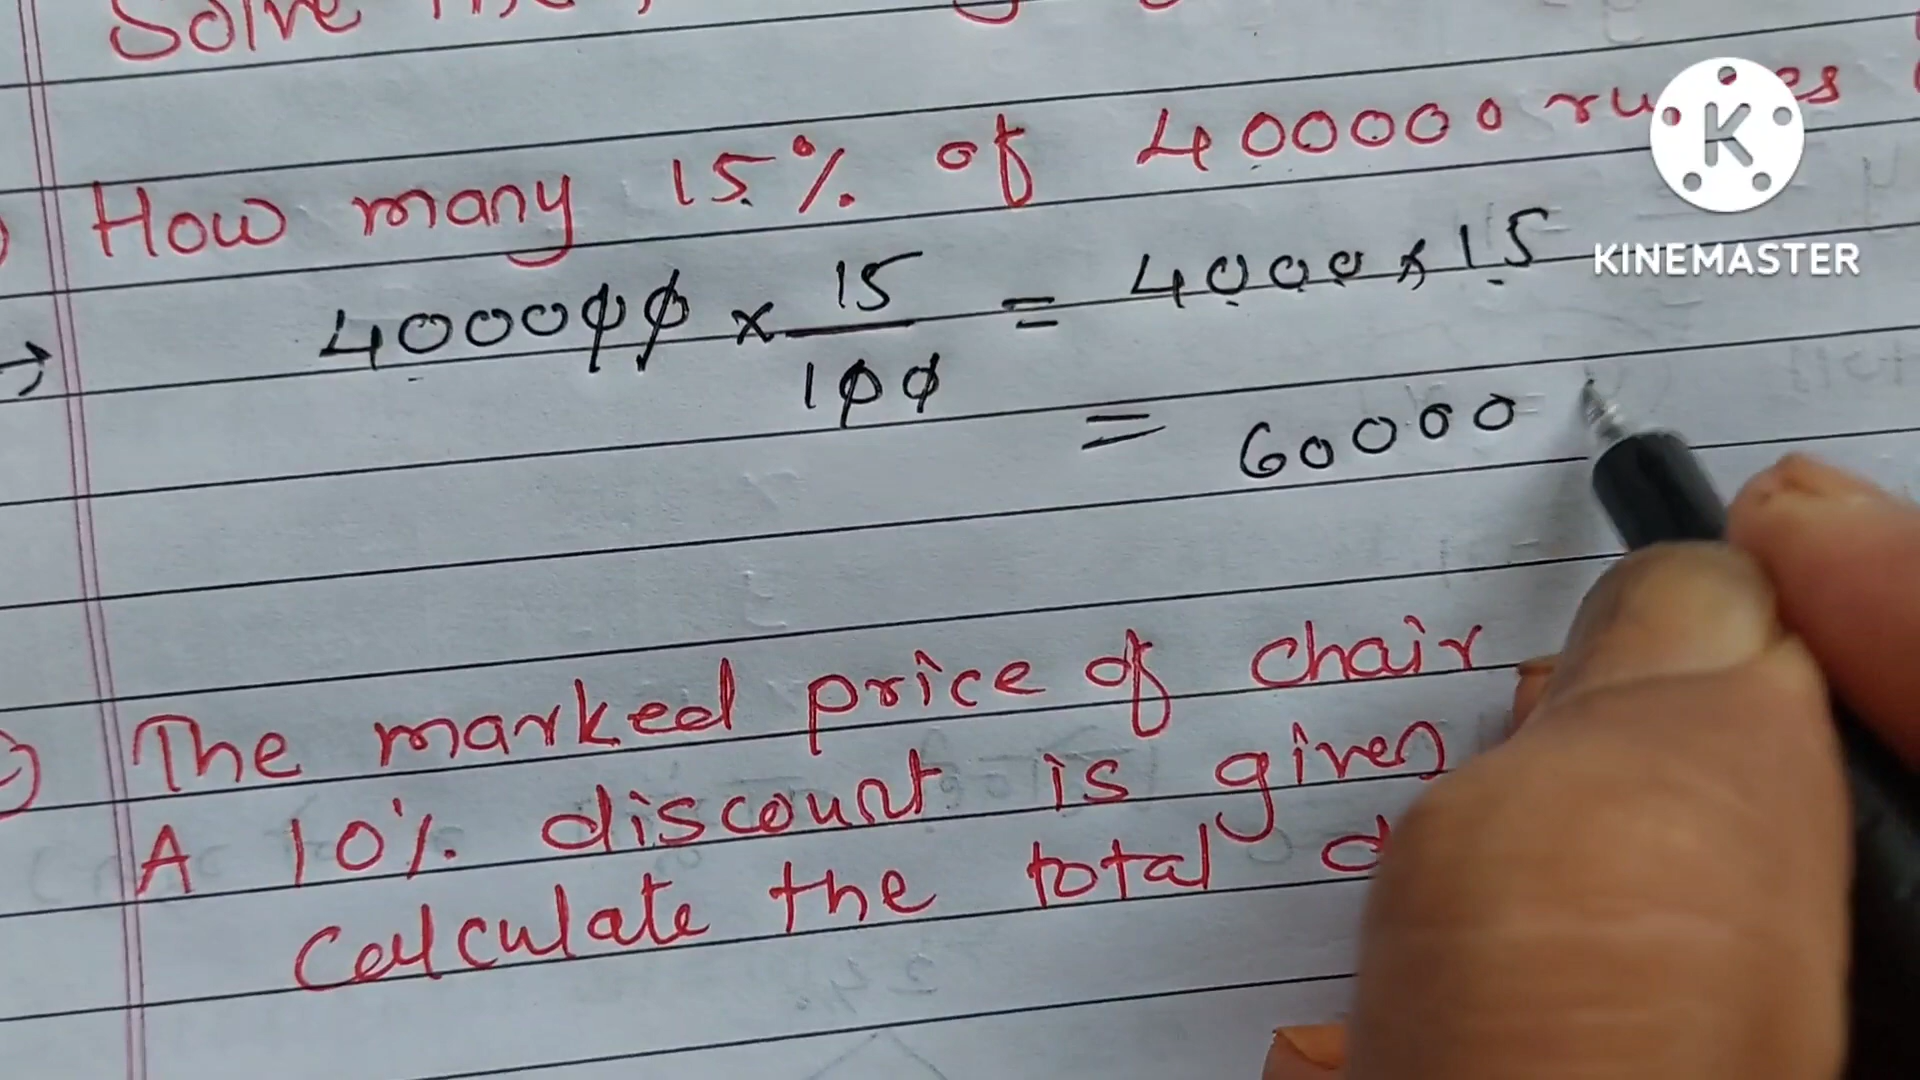 Solve
How many 15% of 400000
400000 × 15/100 = 4000 × 15
= 60000
The marked price of chair
A 10% discount is given
Calculate the total
KINEMASTER